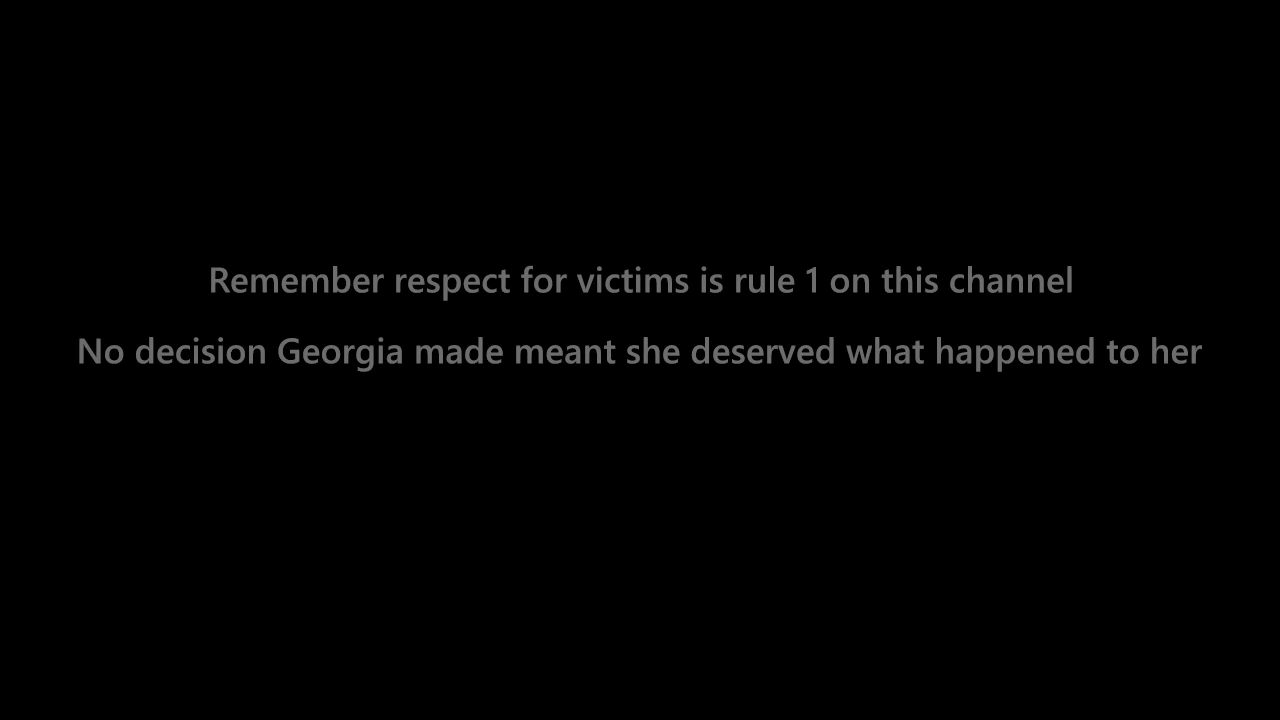 Remember respect for victims is rule 1 on this channel
No decision Georgia made meant she deserved what happened to her